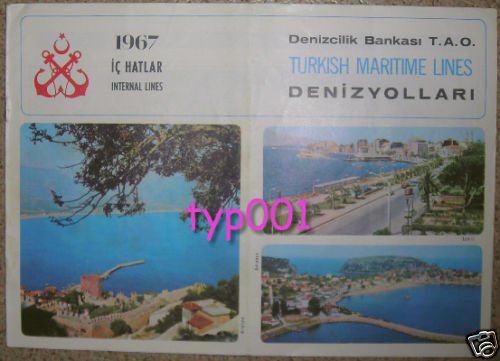 1967
İÇ HATLAR
INTERNAL LINES
Denizcilik Bankası T.A.O.
TURKISH MARITIME LINES
DENİZYOLLARI
typ001